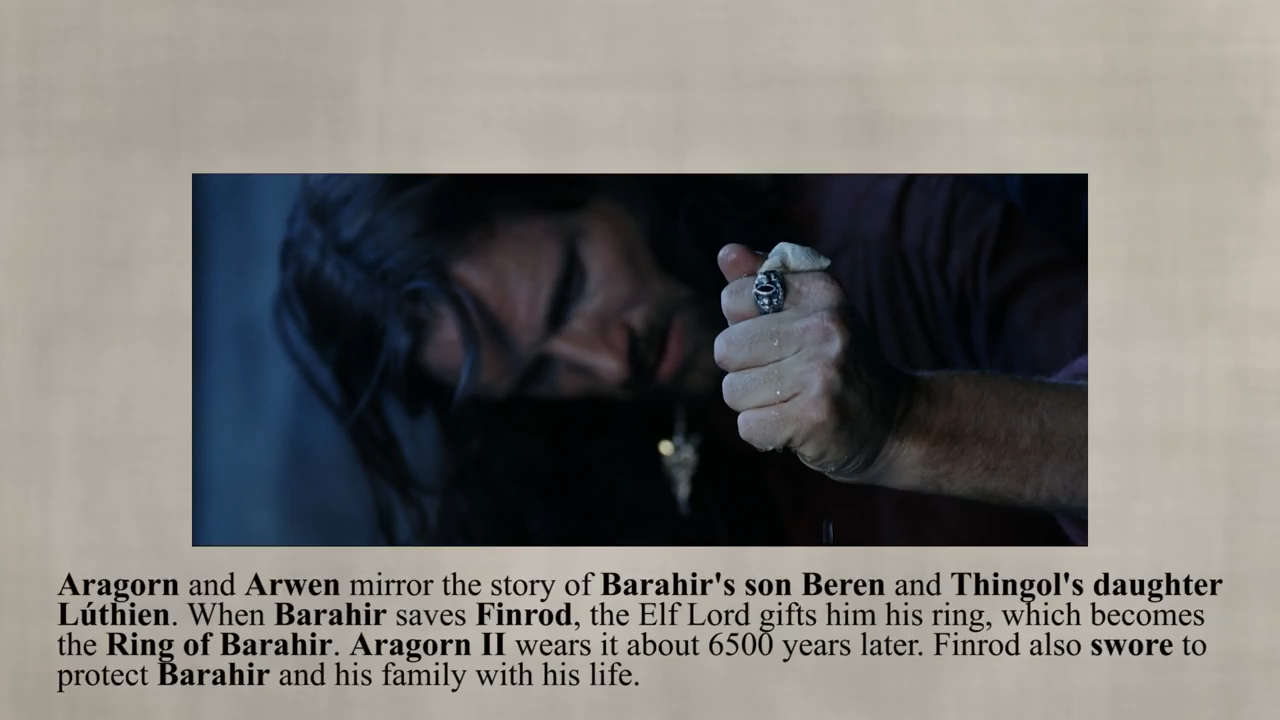 Aragorn and Arwen mirror the story of Barahir's son Beren and Thingol's daughter
Lúthien. When Barahir saves Finrod, the Elf Lord gifts him his ring, which becomes
the Ring of Barahir. Aragorn II wears it about 6500 years later. Finrod also swore to
protect Barahir and his family with his life.